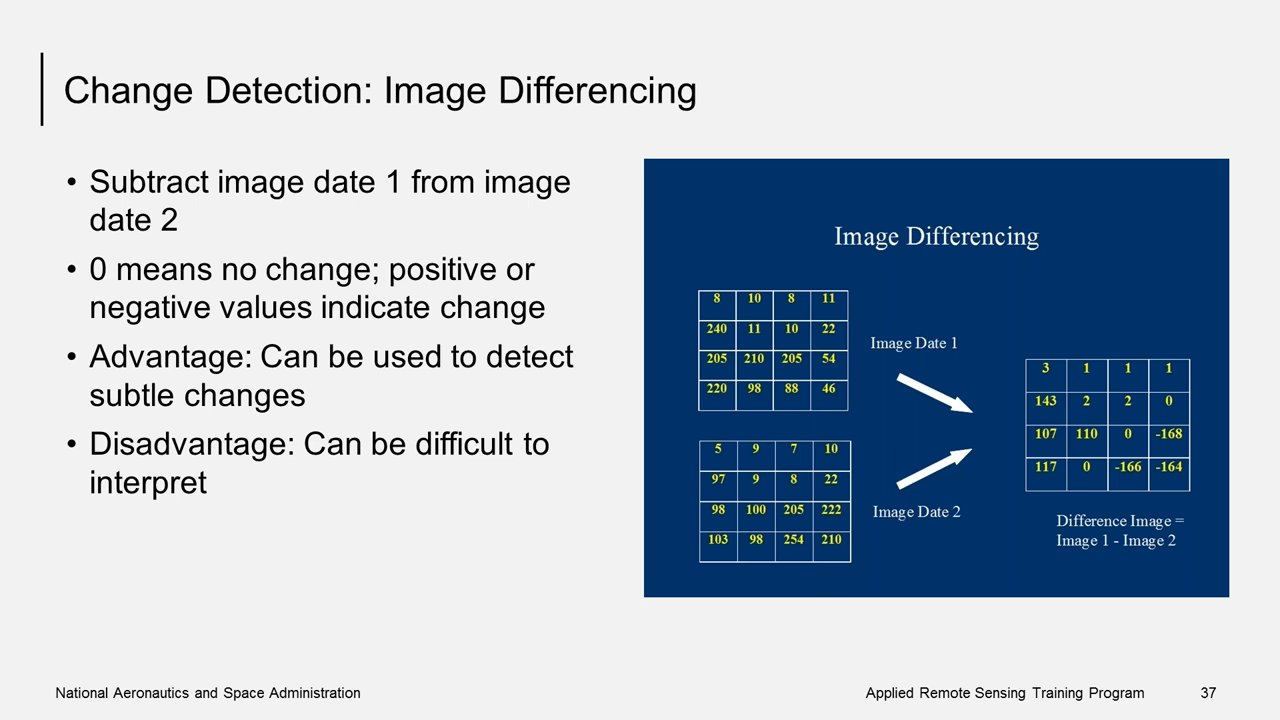 Change Detection: Image Differencing
• Subtract image date 1 from image
date 2
• 0 means no change; positive or
negative values indicate change
• Advantage: Can be used to detect
subtle changes
• Disadvantage: Can be difficult to
interpret
Image Differencing
8 10 8 11
240 11 10 22
205 210 205 54
220 98 88 46
Image Date 1
5 9 7 10
97 9 8 22
98 100 205 222
103 98 254 210
Image Date 2
3 1 1 1
143 2 2 0
107 110 0 -168
117 0 -166 -164
Difference Image =
Image 1 - Image 2
National Aeronautics and Space Administration
Applied Remote Sensing Training Program
37